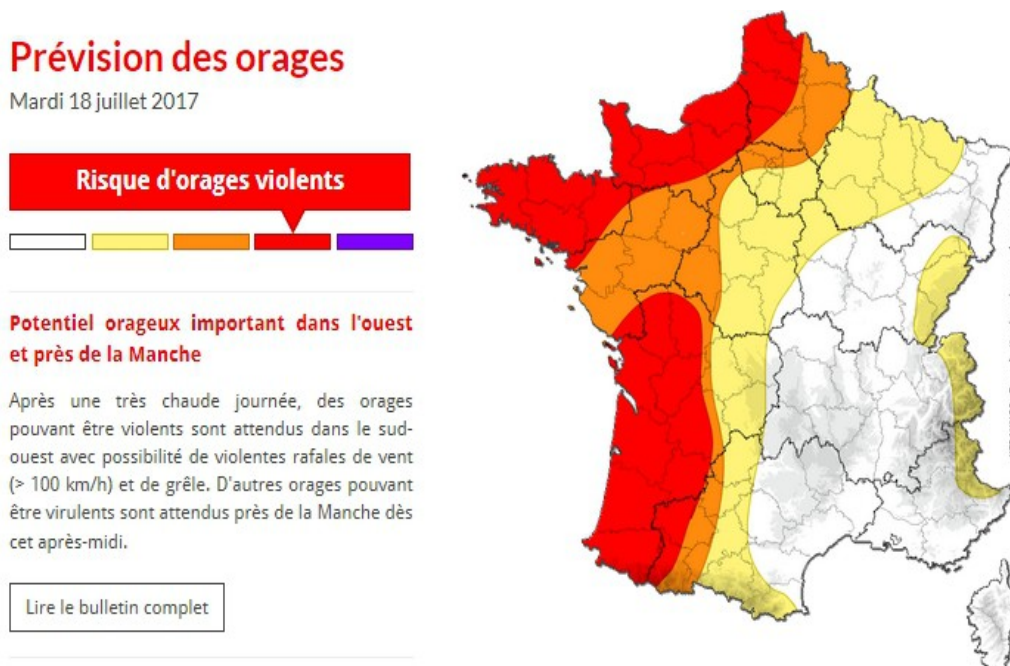 Prévision des orages
Mardi 18 juillet 2017
Risque d'orages violents
Potentiel orageux important dans l'ouest
et près de la Manche
Après une très chaude journée, des orages
pouvant être violents sont attendus dans le sud-
ouest avec possibilité de violentes rafales de vent
(> 100 km/h) et de grêle. D'autres orages pouvant
être virulents sont attendus près de la Manche dès
cet après-midi.
Lire le bulletin complet